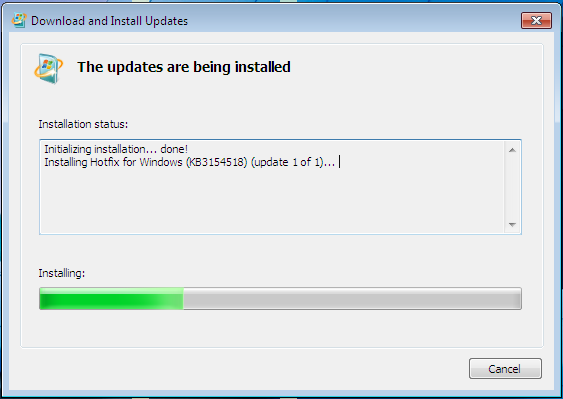 Download and Install Updates
The updates are being installed
Installation status:
Initializing installation... done!
Installing Hotfix for Windows (KB3154518) (update 1 of 1)...
Installing:
Cancel